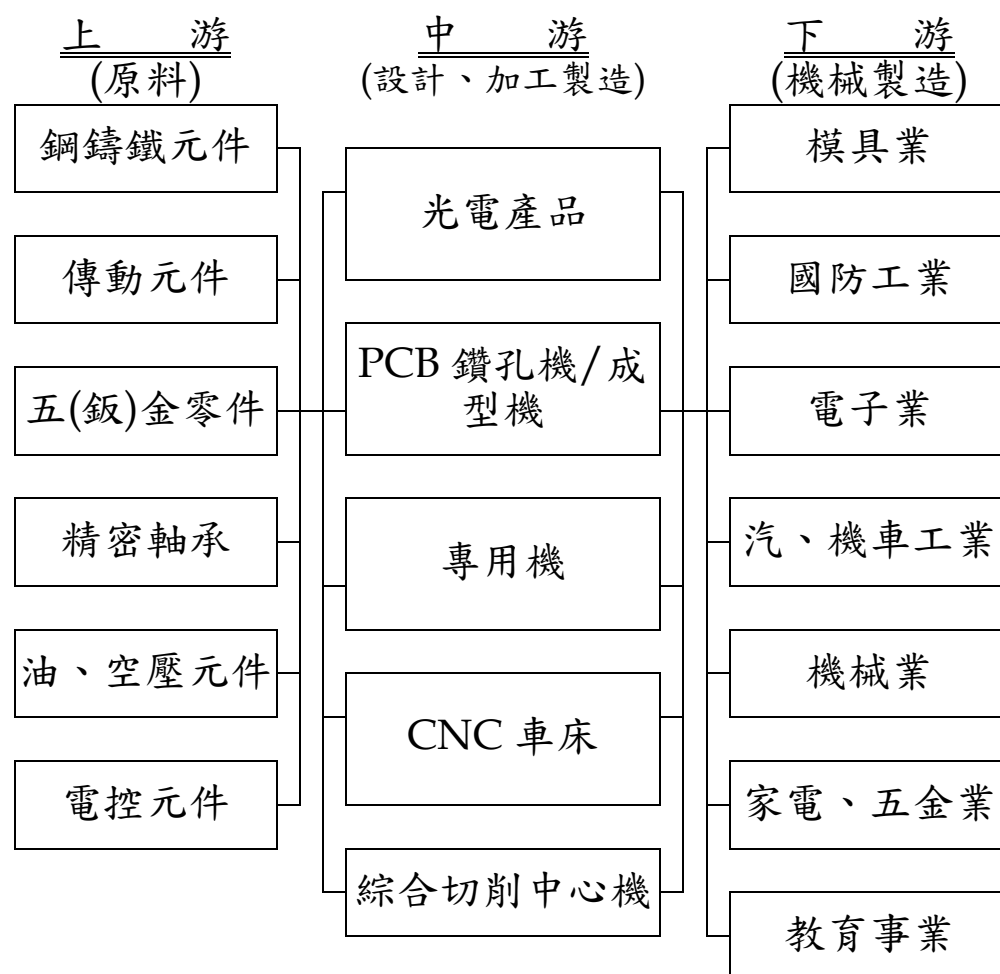 上 游
(原料)
鋼鑄鐵元件
傳動元件
五(鈑)金零件
精密軸承
油、空壓元件
電控元件
中 游
(設計、加工製造)
光電產品
PCB 鑽孔機/成
型機
專用機
CNC 車床
綜合切削中心機
下 游
(機械製造)
模具業
國防工業
電子業
汽、機車工業
機械業
家電、五金業
教育事業